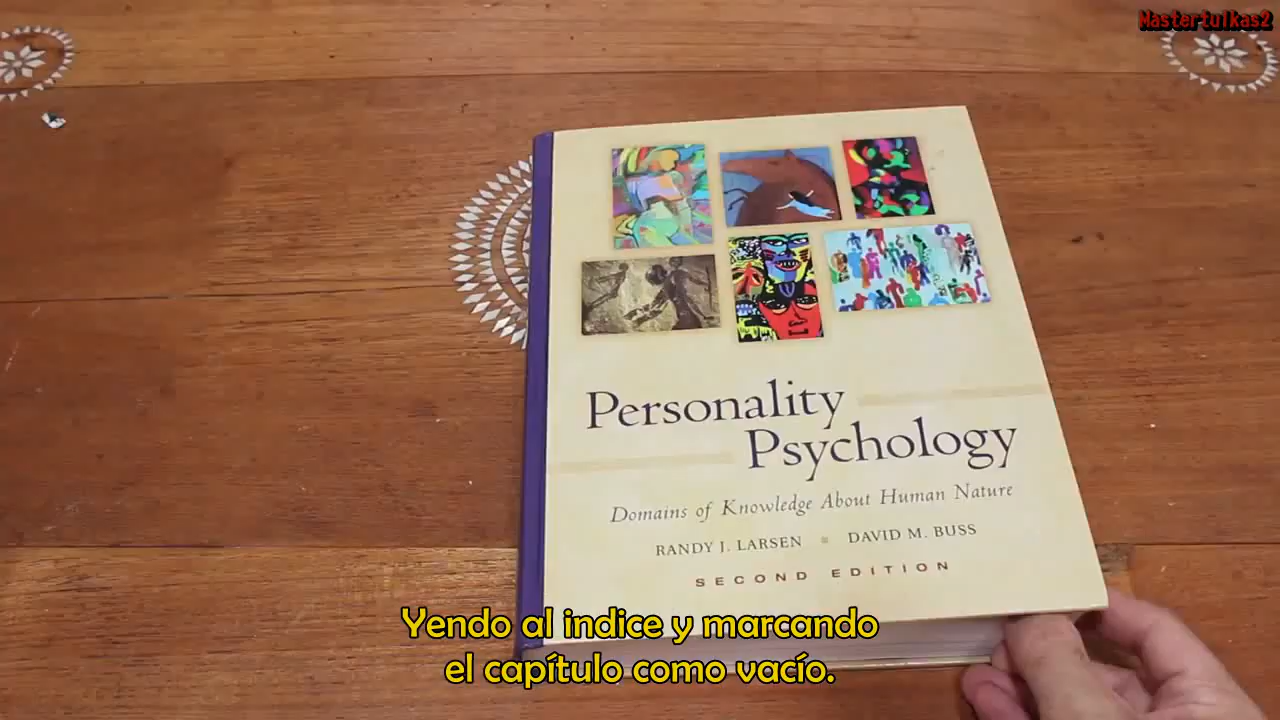 Mastertulkas2
Personality
Psychology
Domains of Knowledge About Human Nature
RANDY J. LARSEN DAVID M. BUSS
SECOND EDITION
Yendo al indice y marcando
el capítulo como vacío.